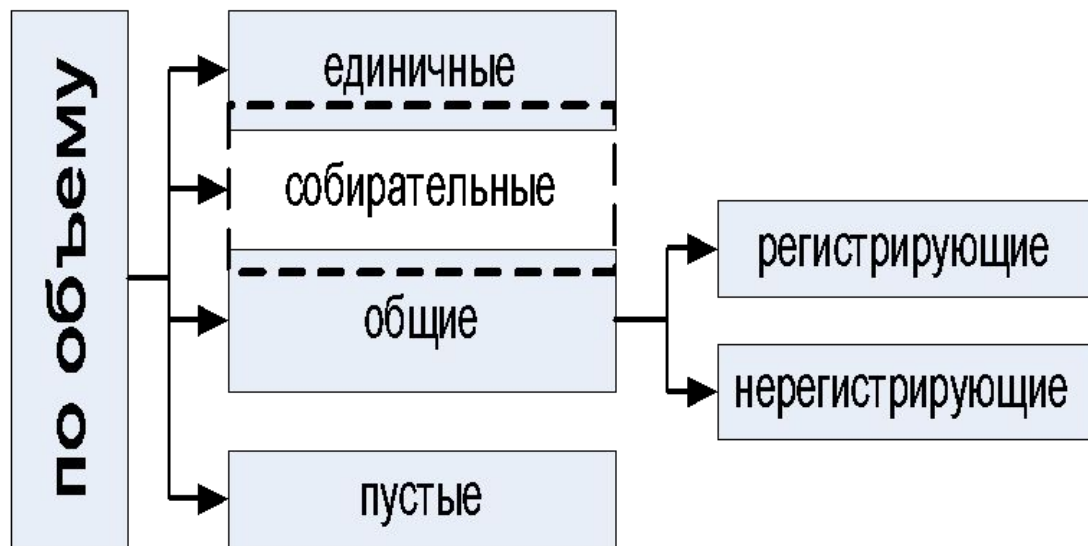 по объему
единичные
собирательные
общие
пустые
регистрирующие
нерегистрирующие